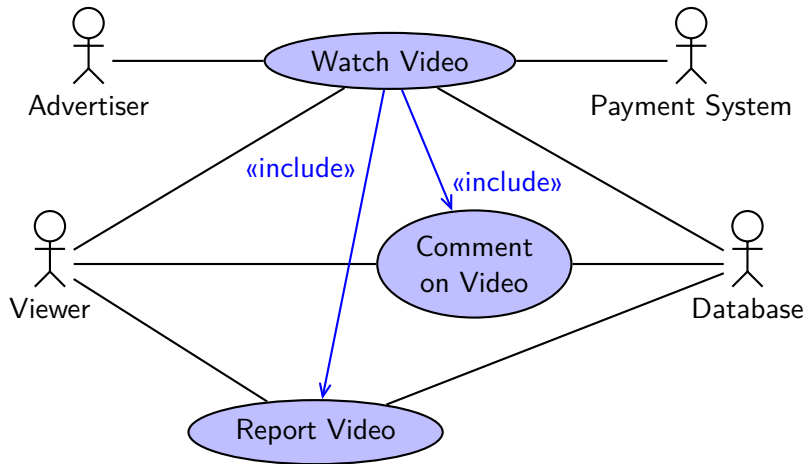 Watch Video
Advertiser
Payment System
«include»
«include»
Comment
on Video
Viewer
Database
Report Video